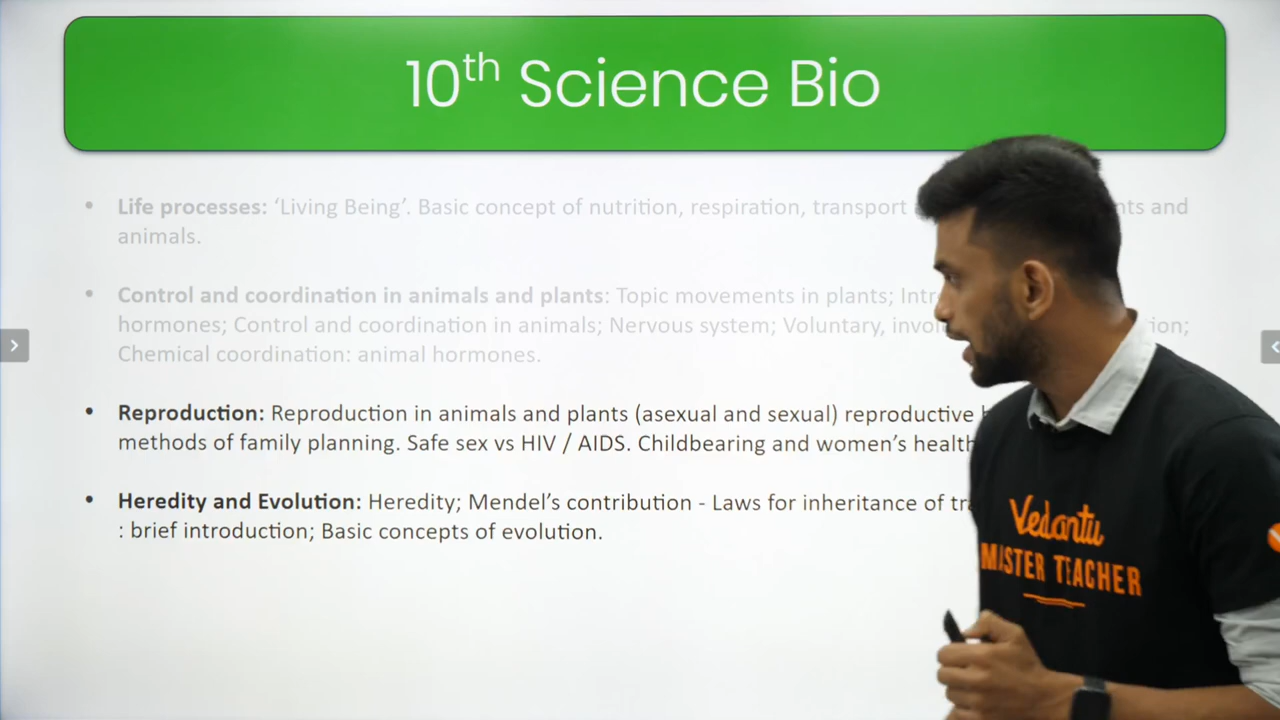 10th Science Bio
• Life processes: ‘Living Being’. Basic concept of nutrition, respiration, transport and
animals.
• Control and coordination in animals and plants: Topic movements in plants;
hormones; Control and coordination in animals; Nervous system; Voluntary,
Chemical coordination: animal hormones.
• Reproduction: Reproduction in animals and plants (asexual and sexual) reproductive
methods of family planning. Safe sex vs HIV / AIDS. Childbearing and women’s health
• Heredity and Evolution: Heredity; Mendel’s contribution - Laws for inheritance of
: brief introduction; Basic concepts of evolution.
Vedantu
MASTER TEACHER